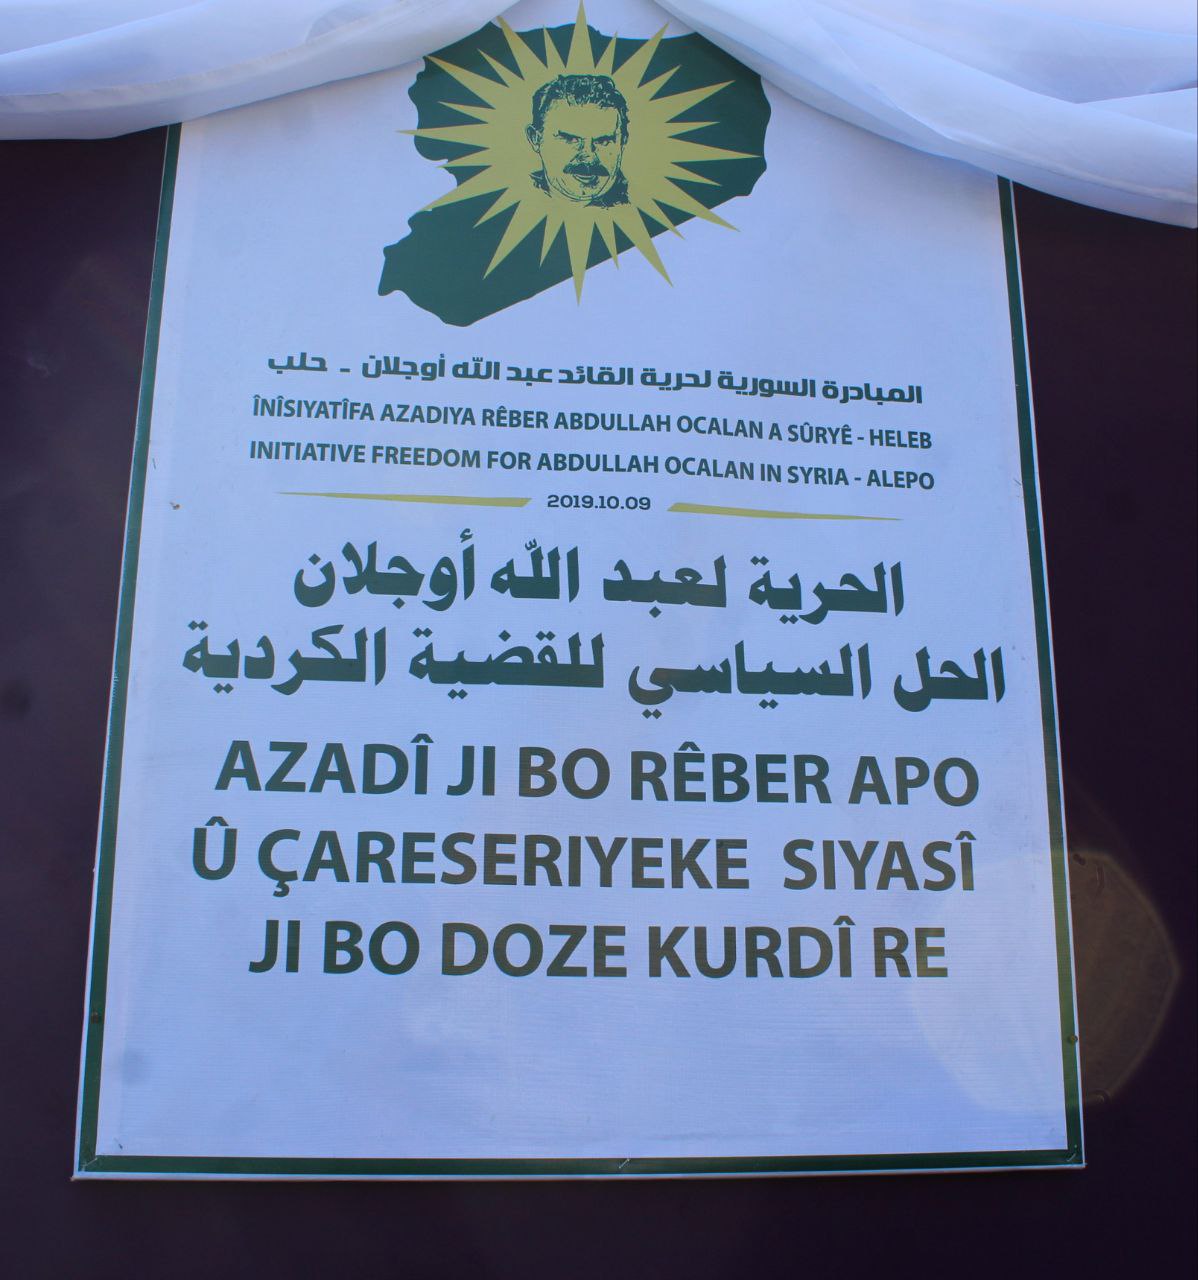 المبادرة السورية لحرية القائد عبد الله أوجلان - حلب
ÎNÎSIYATÎFA AZADIYA RÊBER ABDULLAH OCALAN A SÛRYÊ - HELEB
INITIATIVE FREEDOM FOR ABDULLAH OCALAN IN SYRIA - ALEPO
2019.10.09
الحرية لعبد الله أوجلان
الحل السياسي للقضية الكردية
AZADÎ JI BO RÊBER APO
Û ÇARESERIYEKE SIYASÎ
JI BO DOZE KURDÎ RE